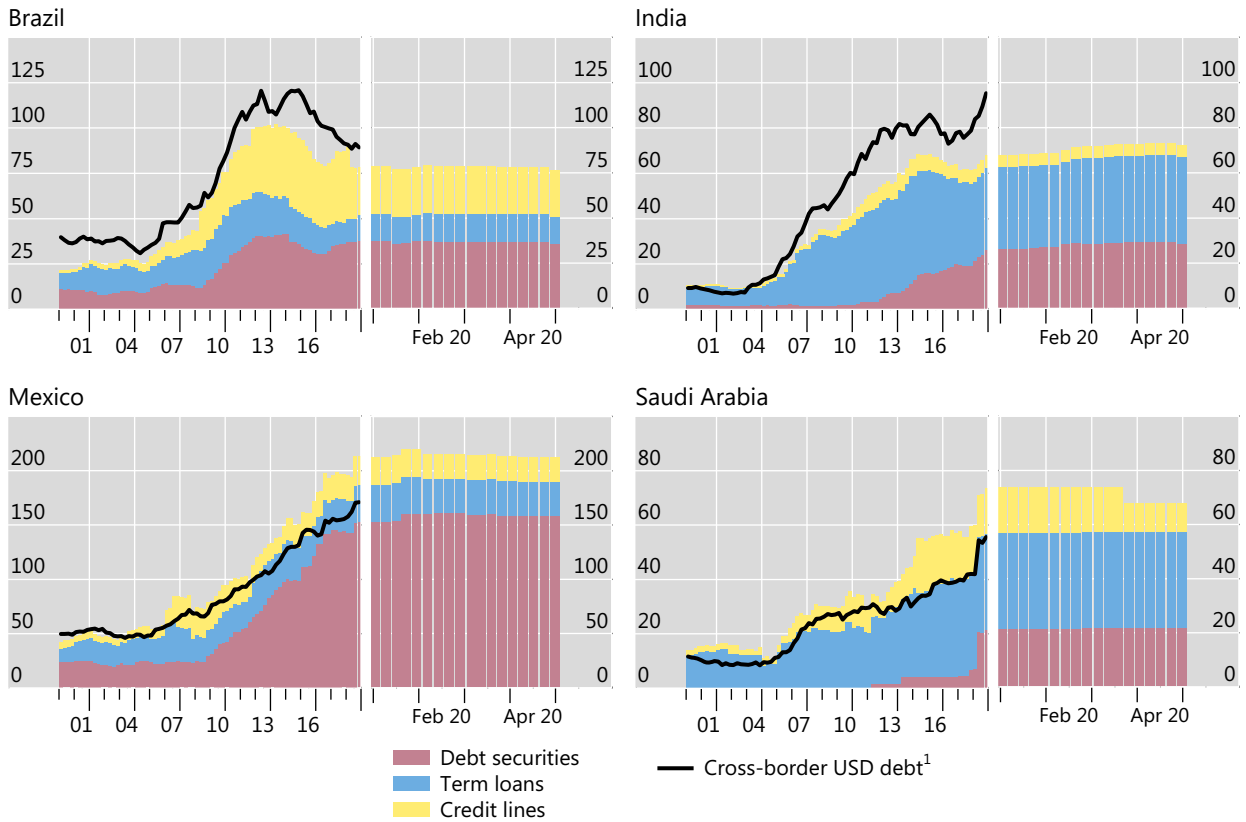 Brazil
125 125
100 100
75 75
50 50
25 25
0 0
01 04 07 10 13 16 Feb 20 Apr 20
India
100 100
80 80
60 60
40 40
20 20
0 0
01 04 07 10 13 16 Feb 20 Apr 20
Mexico
200 200
150 150
100 100
50 50
0 0
01 04 07 10 13 16 Feb 20 Apr 20
Saudi Arabia
80 80
60 60
40 40
20 20
0 0
01 04 07 10 13 16 Feb 20 Apr 20
Debt securities
Term loans
Credit lines
Cross-border USD debt¹